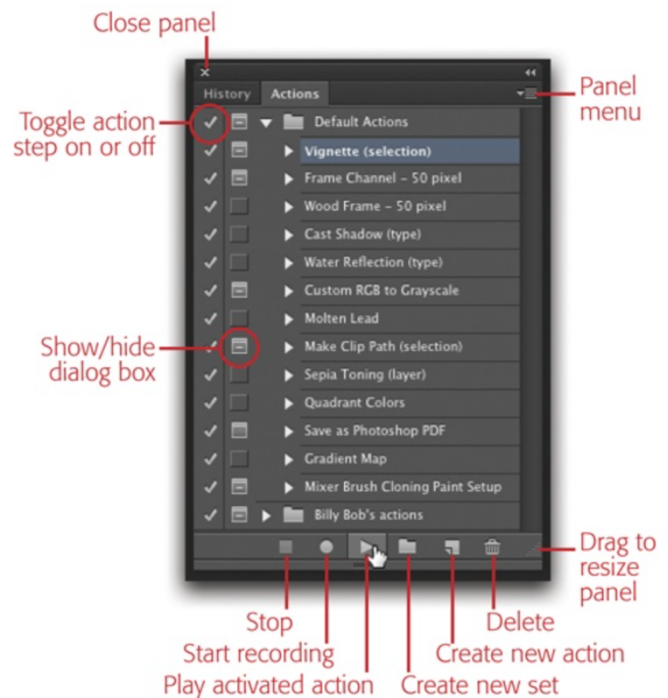 Close panel
History Actions
Panel
menu
Toggle action
step on or off
Default Actions
Vignette (selection)
Frame Channel – 50 pixel
Wood Frame – 50 pixel
Cast Shadow (type)
Water Reflection (type)
Custom RGB to Grayscale
Molten Lead
Show/hide
dialog box
Make Clip Path (selection)
Sepia Toning (layer)
Quadrant Colors
Save as Photoshop PDF
Gradient Map
Mixer Brush Cloning Paint Setup
Billy Bob's actions
Drag to
resize
panel
Stop
Delete
Start recording
Create new action
Play activated action
Create new set